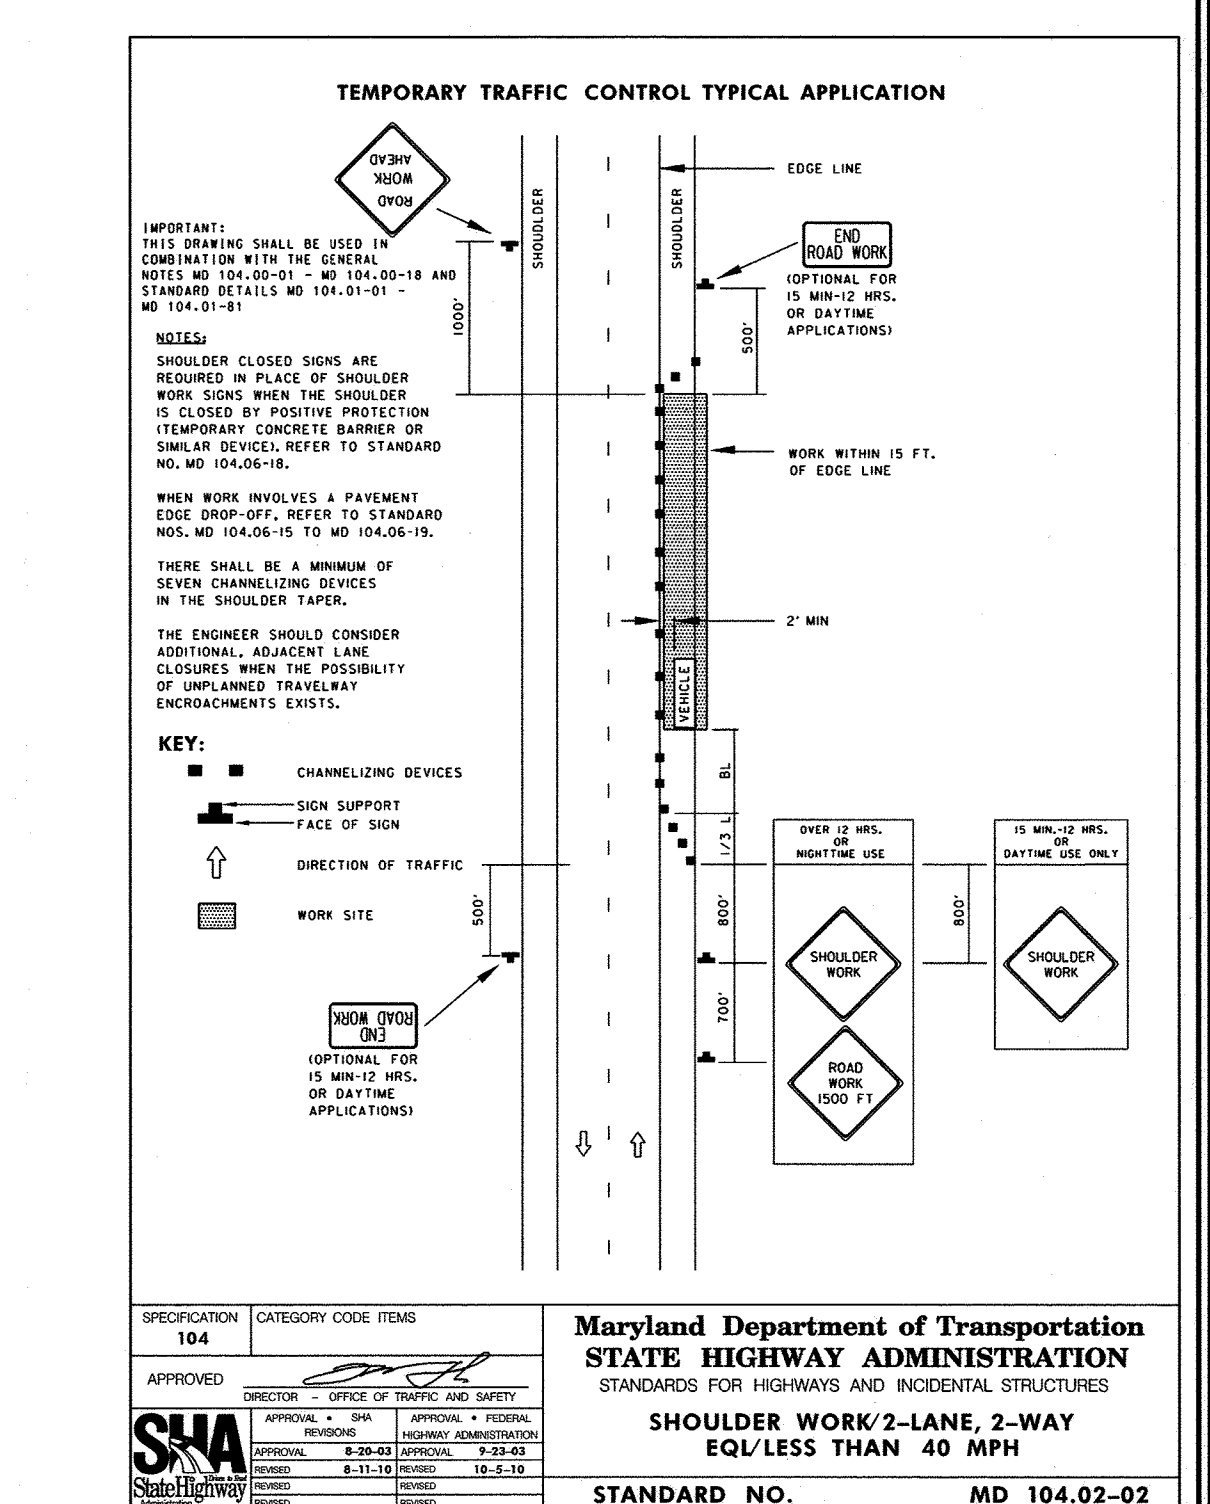 TEMPORARY TRAFFIC CONTROL TYPICAL APPLICATION
ROAD
WORK
AHEAD
SHOULDER
SHOULDER
EDGE LINE
END
ROAD WORK
(OPTIONAL FOR
15 MIN-12 HRS.
OR DAYTIME
APPLICATIONS)
IMPORTANT:
THIS DRAWING SHALL BE USED IN
COMBINATION WITH THE GENERAL
NOTES MD 104.00-01 - MD 104.00-18 AND
STANDARD DETAILS MD 104.01-01 -
MD 104.01-81
1000'
500'
NOTES:
SHOULDER CLOSED SIGNS ARE
REQUIRED IN PLACE OF SHOULDER
WORK SIGNS WHEN THE SHOULDER
IS CLOSED BY POSITIVE PROTECTION
(TEMPORARY CONCRETE BARRIER OR
SIMILAR DEVICE). REFER TO STANDARD
NO. MD 104.06-18.
WHEN WORK INVOLVES A PAVEMENT
EDGE DROP-OFF, REFER TO STANDARD
NOS. MD 104.06-15 TO MD 104.06-19.
THERE SHALL BE A MINIMUM OF
SEVEN CHANNELIZING DEVICES
IN THE SHOULDER TAPER.
THE ENGINEER SHOULD CONSIDER
ADDITIONAL, ADJACENT LANE
CLOSURES WHEN THE POSSIBILITY
OF UNPLANNED TRAVELWAY
ENCROACHMENTS EXISTS.
WORK WITHIN 15 FT.
OF EDGE LINE
2' MIN
VEHICLE
KEY:
CHANNELIZING DEVICES
SIGN SUPPORT
FACE OF SIGN
DIRECTION OF TRAFFIC
WORK SITE
BL
1/3 L
800'
700'
500'
END
ROAD WORK
(OPTIONAL FOR
15 MIN-12 HRS.
OR DAYTIME
APPLICATIONS)
OVER 12 HRS.
OR
NIGHTTIME USE
SHOULDER
WORK
ROAD
WORK
1500 FT
800'
15 MIN.-12 HRS.
OR
DAYTIME USE ONLY
SHOULDER
WORK
SPECIFICATION
104
CATEGORY CODE ITEMS
APPROVED
DIRECTOR - OFFICE OF TRAFFIC AND SAFETY
SHA
StateHighway
Administration
APPROVAL • SHA
REVISIONS
APPROVAL • FEDERAL
HIGHWAY ADMINISTRATION
APPROVAL 8-20-03 APPROVAL 9-23-03
REVISED 8-11-10 REVISED 10-5-10
REVISED REVISED
REVISED REVISED
Maryland Department of Transportation
STATE HIGHWAY ADMINISTRATION
STANDARDS FOR HIGHWAYS AND INCIDENTAL STRUCTURES
SHOULDER WORK/2-LANE, 2-WAY
EQL/LESS THAN 40 MPH
STANDARD NO. MD 104.02-02